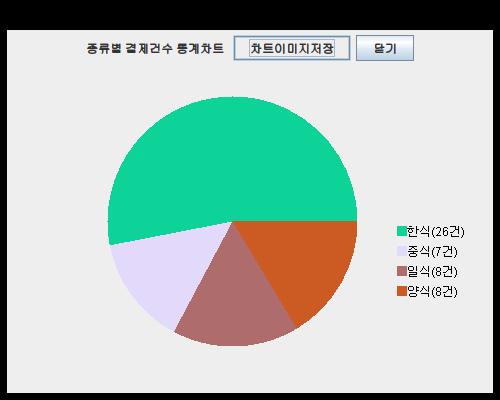 종류별 결제건수 통계차트 차트이미지저장 닫기
한식(26건)
중식(7건)
일식(8건)
양식(8건)